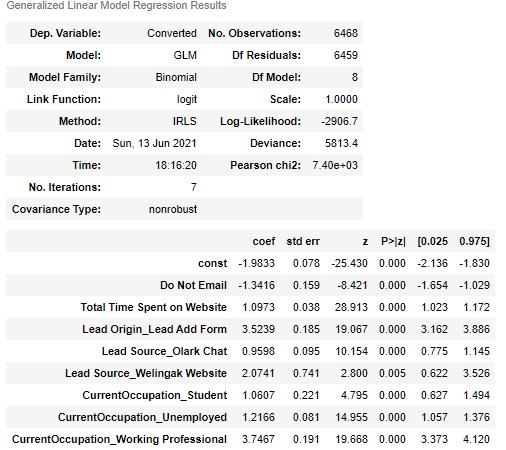 Generalized Linear Model Regression Results
Dep. Variable: Converted No. Observations: 6468
Model: GLM Df Residuals: 6459
Model Family: Binomial Df Model: 8
Link Function: logit Scale: 1.0000
Method: IRLS Log-Likelihood: -2906.7
Date: Sun, 13 Jun 2021 Deviance: 5813.4
Time: 18:16:20 Pearson chi2: 7.40e+03
No. Iterations: 7
Covariance Type: nonrobust
coef std err z P>|z| [0.025 0.975]
const -1.9833 0.078 -25.430 0.000 -2.136 -1.830
Do Not Email -1.3416 0.159 -8.421 0.000 -1.654 -1.029
Total Time Spent on Website 1.0973 0.038 28.913 0.000 1.023 1.172
Lead Origin_Lead Add Form 3.5239 0.185 19.067 0.000 3.162 3.886
Lead Source_Olark Chat 0.9598 0.095 10.154 0.000 0.775 1.145
Lead Source_Welingak Website 2.0741 0.741 2.800 0.005 0.622 3.526
CurrentOccupation_Student 1.0607 0.221 4.795 0.000 0.627 1.494
CurrentOccupation_Unemployed 1.2166 0.081 14.955 0.000 1.057 1.376
CurrentOccupation_Working Professional 3.7467 0.191 19.668 0.000 3.373 4.120